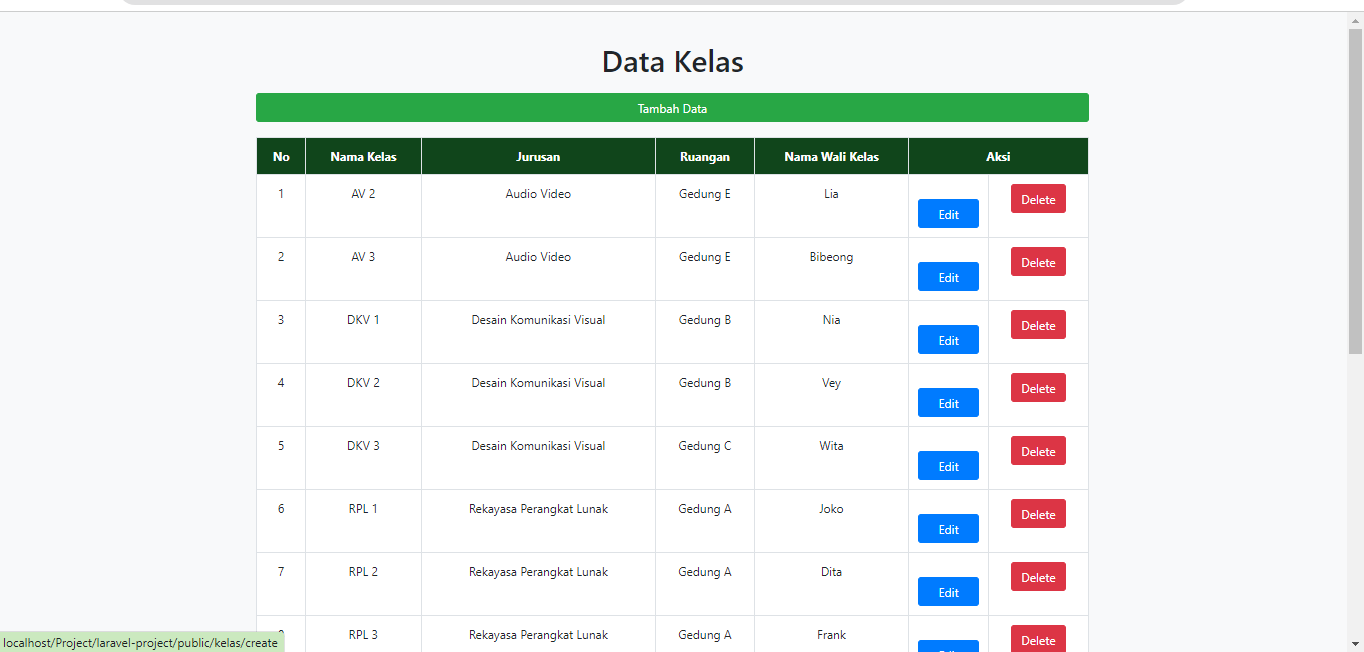 Data Kelas
Tambah Data
No Nama Kelas Jurusan Ruangan Nama Wali Kelas Aksi
1 AV 2 Audio Video Gedung E Lia Edit Delete
2 AV 3 Audio Video Gedung E Bibeong Edit Delete
3 DKV 1 Desain Komunikasi Visual Gedung B Nia Edit Delete
4 DKV 2 Desain Komunikasi Visual Gedung B Vey Edit Delete
5 DKV 3 Desain Komunikasi Visual Gedung C Wita Edit Delete
6 RPL 1 Rekayasa Perangkat Lunak Gedung A Joko Edit Delete
7 RPL 2 Rekayasa Perangkat Lunak Gedung A Dita Edit Delete
RPL 3 Rekayasa Perangkat Lunak Gedung A Frank Delete
localhost/Project/laravel-project/public/kelas/create